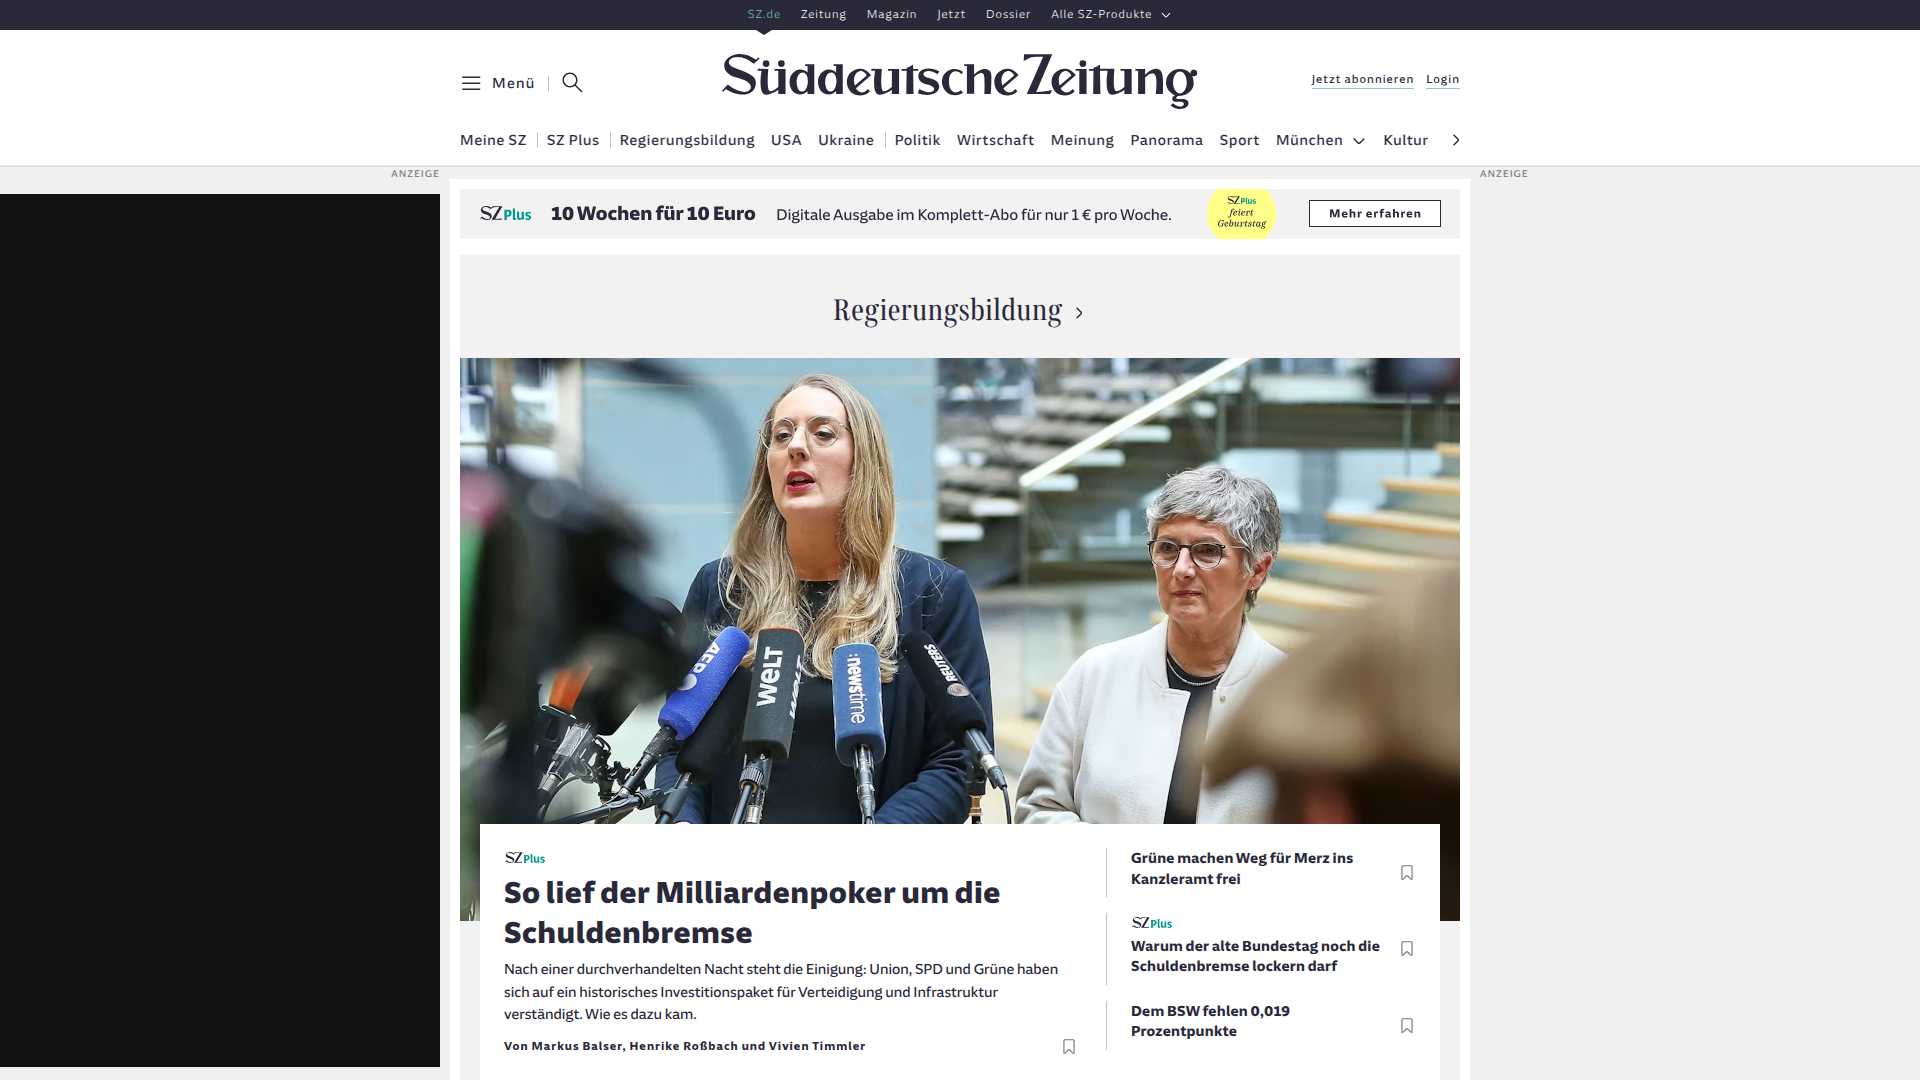 SZ.de Zeitung Magazin Jetzt Dossier Alle SZ-Produkte
Menü
Süddeutsche Zeitung
Jetzt abonnieren Login
Meine SZ SZ Plus Regierungsbildung USA Ukraine Politik Wirtschaft Meinung Panorama Sport München Kultur
ANZEIGE
ANZEIGE
SZ Plus 10 Wochen für 10 Euro Digitale Ausgabe im Komplett-Abo für nur 1 € pro Woche.
SZ Plus
feiert
Geburtstag
Mehr erfahren
Regierungsbildung
AFP
WELT
WELT
:newstime
REUTERS
SZ Plus
So lief der Milliardenpoker um die
Schuldenbremse
Nach einer durchverhandelten Nacht steht die Einigung: Union, SPD und Grüne haben
sich auf ein historisches Investitionspaket für Verteidigung und Infrastruktur
verständigt. Wie es dazu kam.
Von Markus Balser, Henrike Roßbach und Vivien Timmler
Grüne machen Weg für Merz ins
Kanzleramt frei
SZ Plus
Warum der alte Bundestag noch die
Schuldenbremse lockern darf
Dem BSW fehlen 0,019
Prozentpunkte